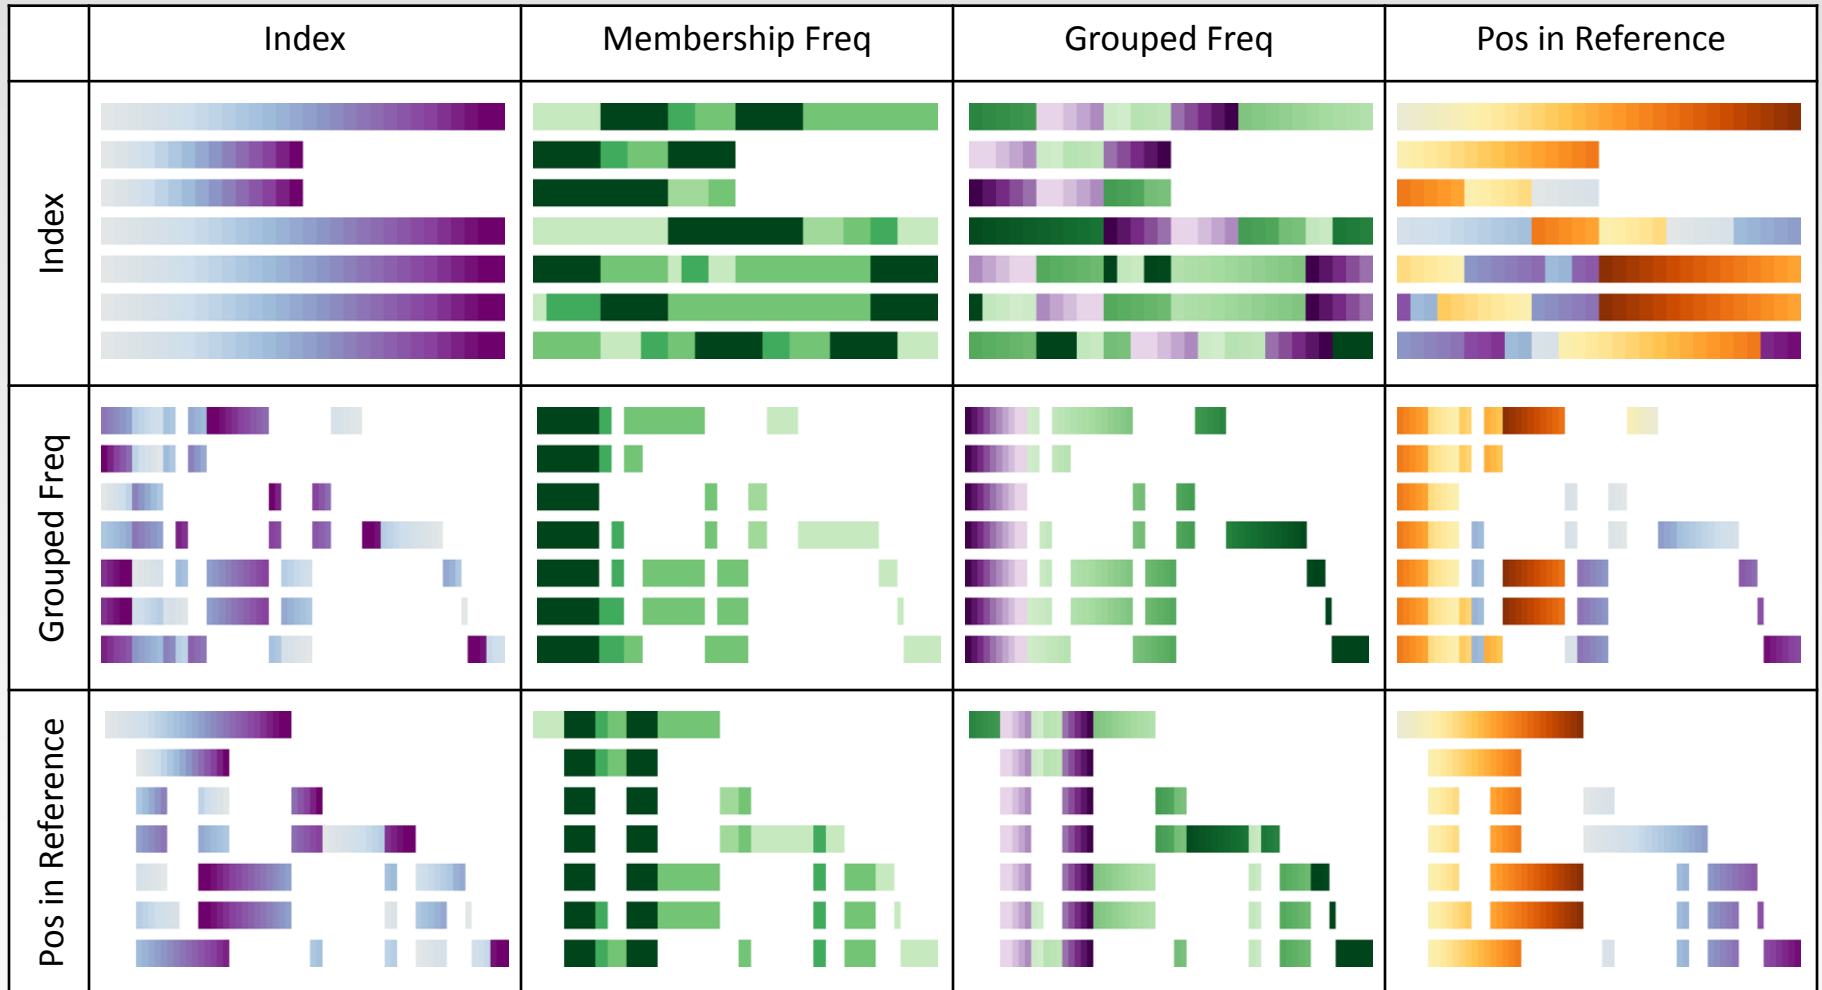 Index
Membership Freq
Grouped Freq
Pos in Reference
Index
Grouped Freq
Pos in Reference